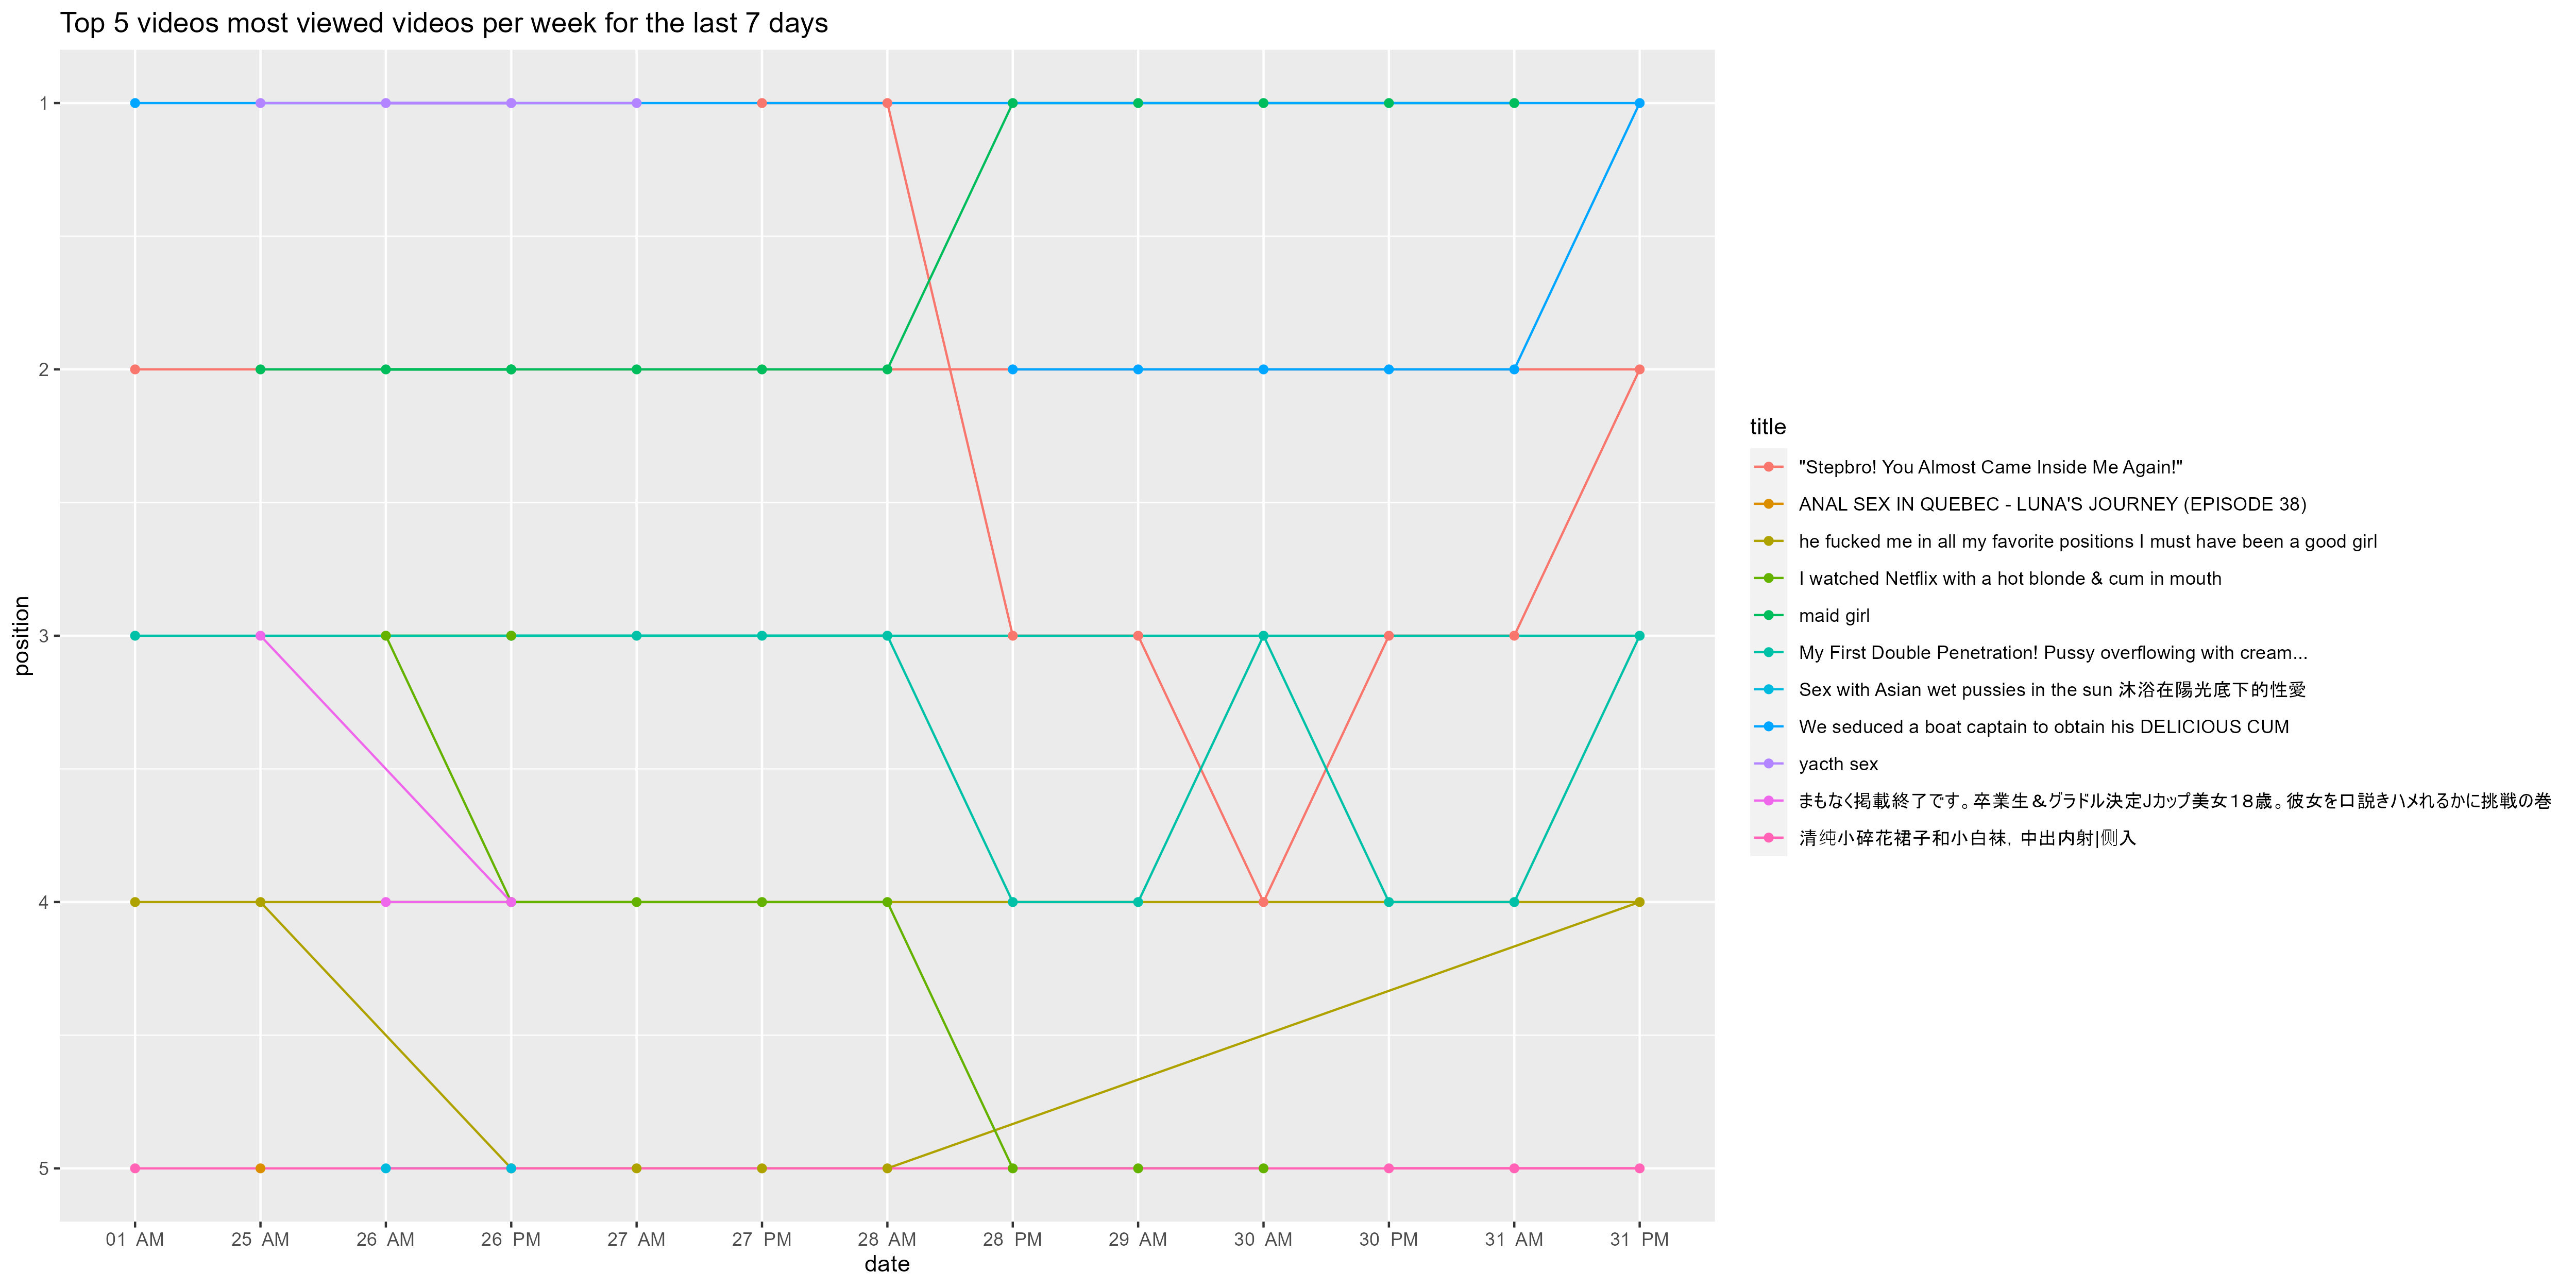 Top 5 videos most viewed videos per week for the last 7 days
1
2
3
4
5
position
01 AM 25 AM 26 AM 26 PM 27 AM 27 PM 28 AM 28 PM 29 AM 30 AM 30 PM 31 AM 31 PM
date
title
"Stepbro! You Almost Came Inside Me Again!"
ANAL SEX IN QUEBEC - LUNA'S JOURNEY (EPISODE 38)
he fucked me in all my favorite positions I must have been a good girl
I watched Netflix with a hot blonde & cum in mouth
maid girl
My First Double Penetration! Pussy overflowing with cream...
Sex with Asian wet pussies in the sun 沐浴在陽光底下的性愛
We seduced a boat captain to obtain his DELICIOUS CUM
yacth sex
まもなく掲載終了です。卒業生&グラドル決定Jカップ美女18歳。彼女を口説きハメれるかに挑戦の巻
清纯小碎花裙子和小白袜，中出内射|侧入